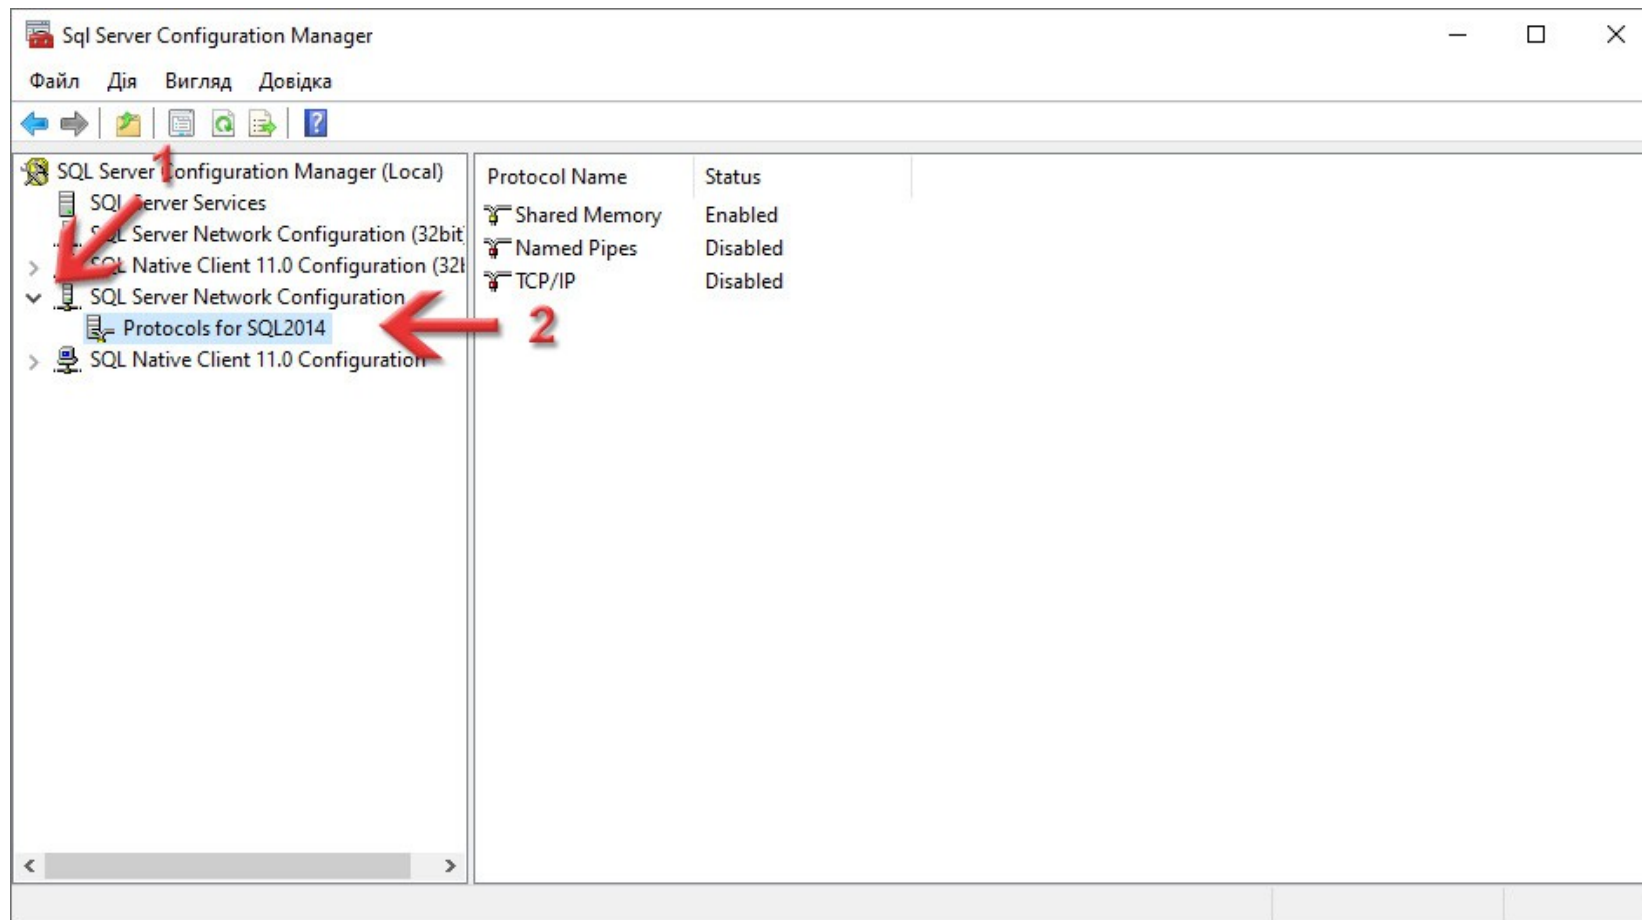 Sql Server Configuration Manager
Файл Дія Вигляд Довідка
1
SQL Server Configuration Manager (Local)
SQL Server Services
SQL Server Network Configuration (32bit
SQL Native Client 11.0 Configuration (32b
SQL Server Network Configuration
Protocols for SQL2014
SQL Native Client 11.0 Configuration
2
Protocol Name Status
Shared Memory Enabled
Named Pipes Disabled
TCP/IP Disabled